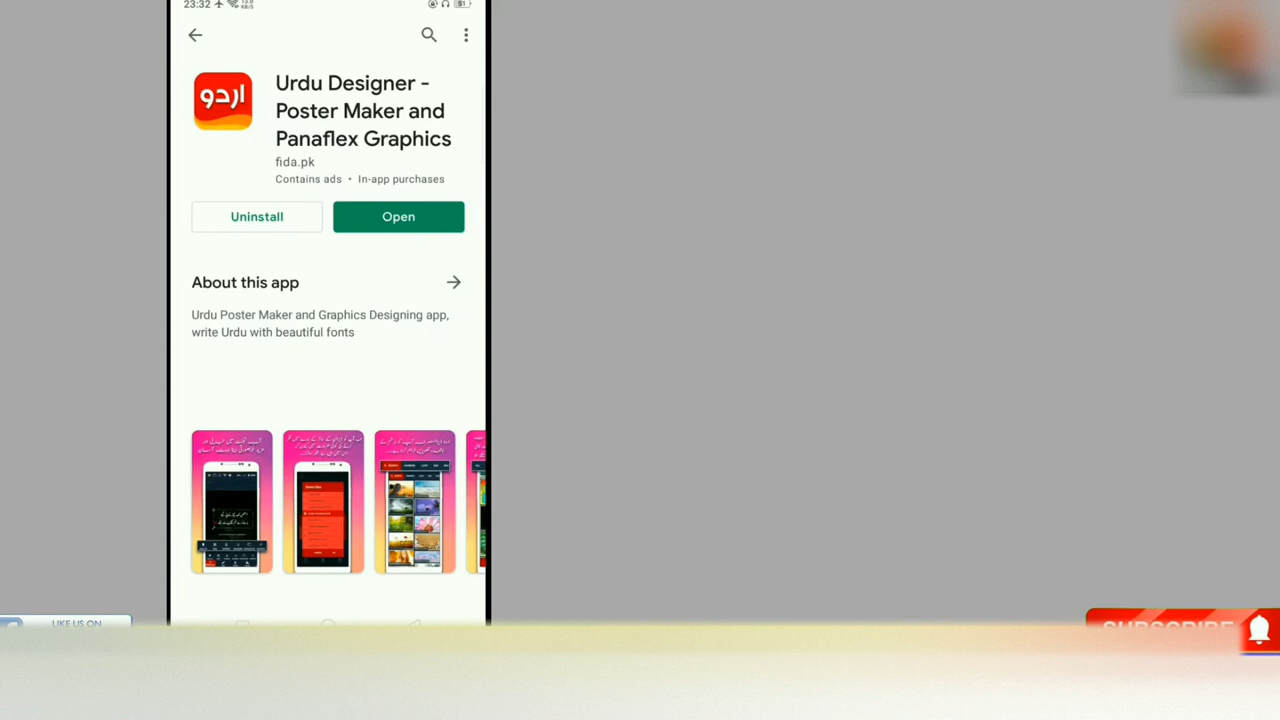 23:32
Urdu Designer -
Poster Maker and
Panaflex Graphics
fida.pk
Contains ads • In-app purchases
اردو
Uninstall
Open
About this app
Urdu Poster Maker and Graphics Designing app,
write Urdu with beautiful fonts
LIKE US ON
SUBSCRIBE